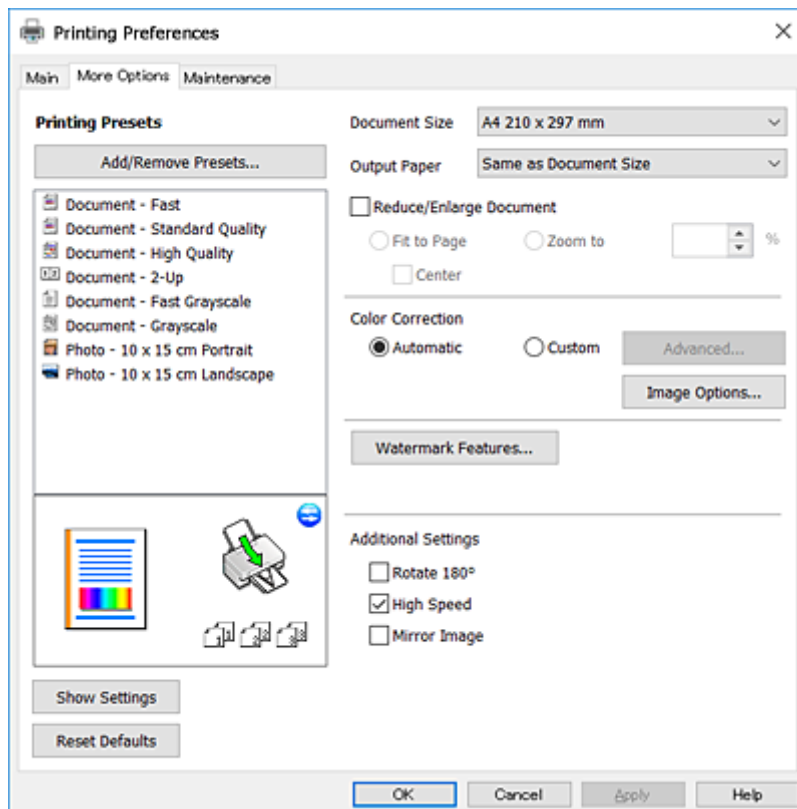 Printing Preferences
Main More Options Maintenance
Printing Presets
Add/Remove Presets...
Document - Fast
Document - Standard Quality
Document - High Quality
Document - 2-Up
Document - Fast Grayscale
Document - Grayscale
Photo - 10 x 15 cm Portrait
Photo - 10 x 15 cm Landscape
Show Settings
Reset Defaults
Document Size A4 210 x 297 mm
Output Paper Same as Document Size
Reduce/Enlarge Document
Fit to Page Zoom to %
Center
Color Correction
Automatic Custom Advanced...
Image Options...
Watermark Features...
Additional Settings
Rotate 180°
High Speed
Mirror Image
OK Cancel Apply Help